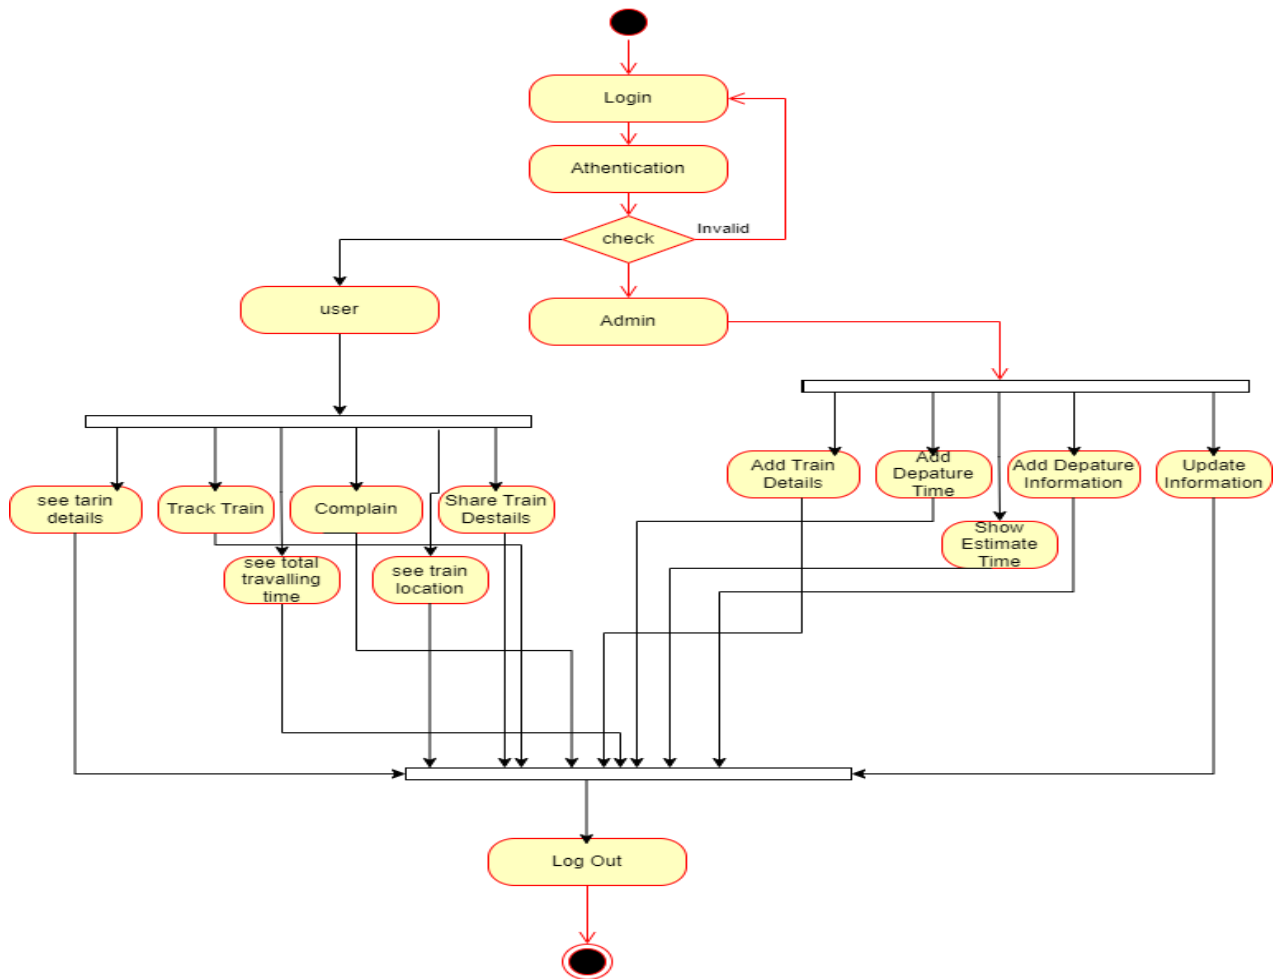 Login
Athentication
Invalid
check
user
Admin
Add Train
Details
Add
Depature
Time
Add Depature
Information
Update
Information
see tarin
details
Track Train
Complain
Share Train
Destails
Show
Estimate
Time
see total
travalling
time
see train
location
Log Out